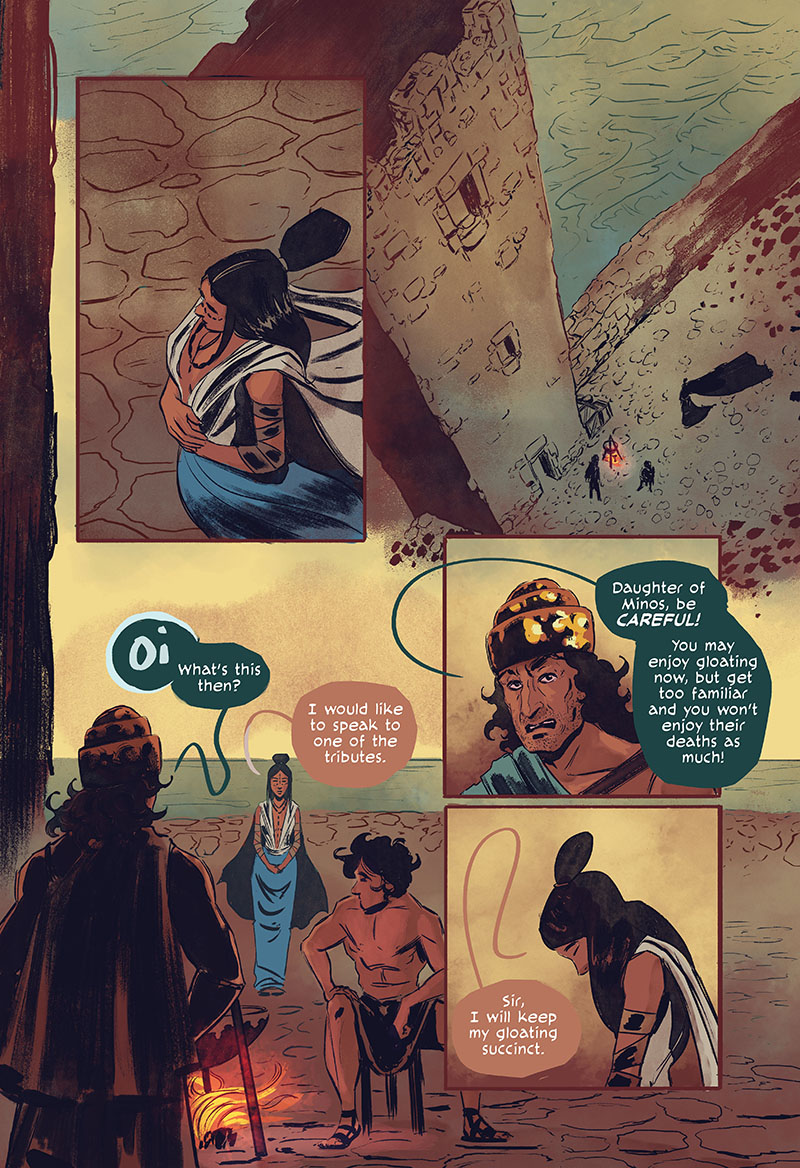 Oi
What's this
then?
I would like
to speak to
one of the
tributes.
Daughter of
Minos, be
CAREFUL!
You may
enjoy gloating
now, but get
too familiar
and you won't
enjoy their
deaths as
much!
Sir,
I will keep
my gloating
succinct.